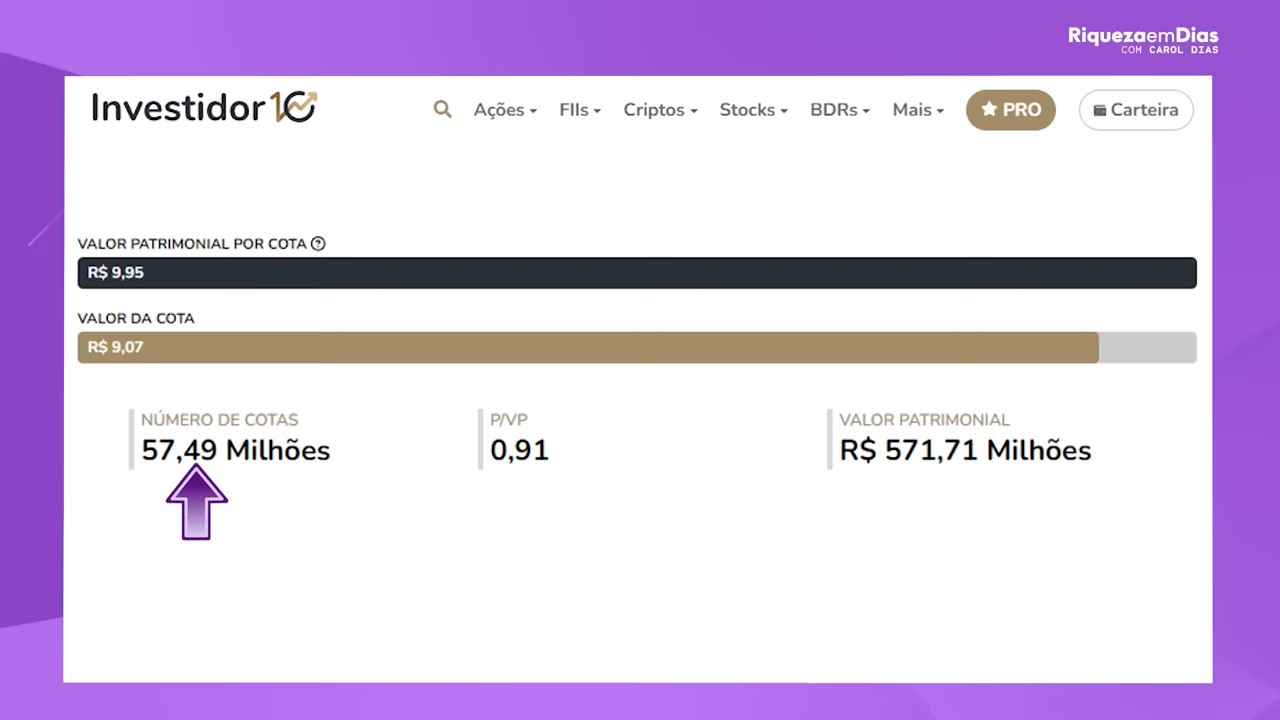 RiquezaemDias
COM CAROL DIAS
Investidor10
Ações FIIs Criptos Stocks BDRs Mais PRO Carteira
VALOR PATRIMONIAL POR COTA ?
R$ 9,95
VALOR DA COTA
R$ 9,07
NÚMERO DE COTAS P/VP VALOR PATRIMONIAL
57,49 Milhões 0,91 R$ 571,71 Milhões